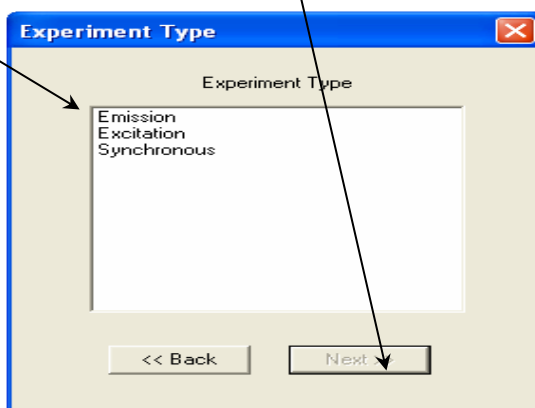 Experiment Type
Experiment Type
Emission
Excitation
Synchronous
<< Back
Next >>